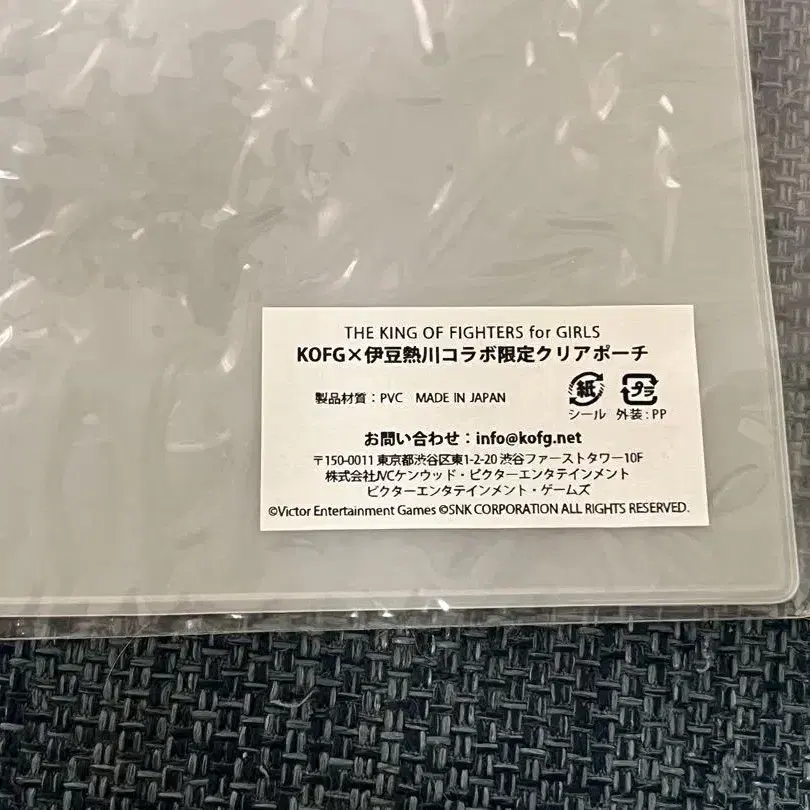 THE KING OF FIGHTERS for GIRLS
KOFG×伊豆熱川コラボ限定クリアポーチ
製品材質：PVC MADE IN JAPAN
紙 プラ
シール 外装：PP
お問い合わせ：info@kofg.net
〒150-0011 東京都渋谷区東1-2-20 渋谷ファーストタワー10F
株式会社JVCケンウッド・ビクターエンタテインメント
ビクターエンタテインメント・ゲームズ
©Victor Entertainment Games ©SNK CORPORATION ALL RIGHTS RESERVED.